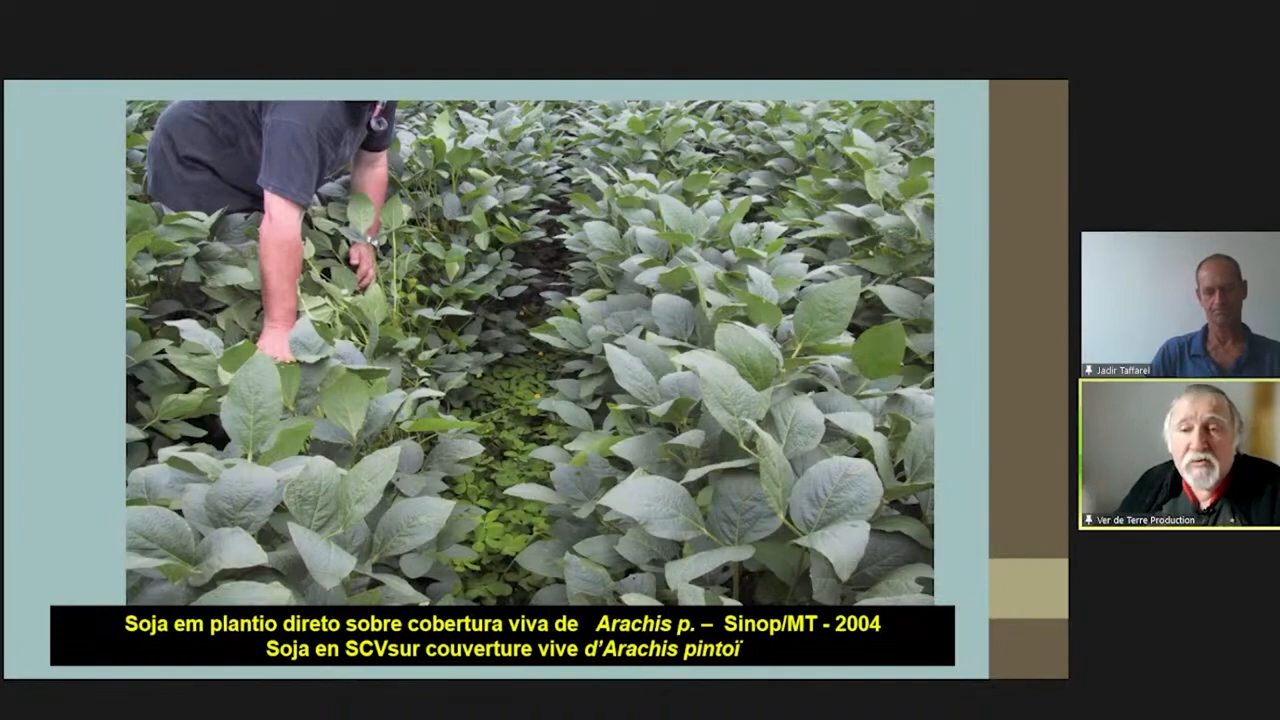 Soja em plantio direto sobre cobertura viva de Arachis p. – Sinop/MT - 2004
Soja en SCVsur couverture vive d'Arachis pintoï
Jadir Taffarel
Ver de Terre Production